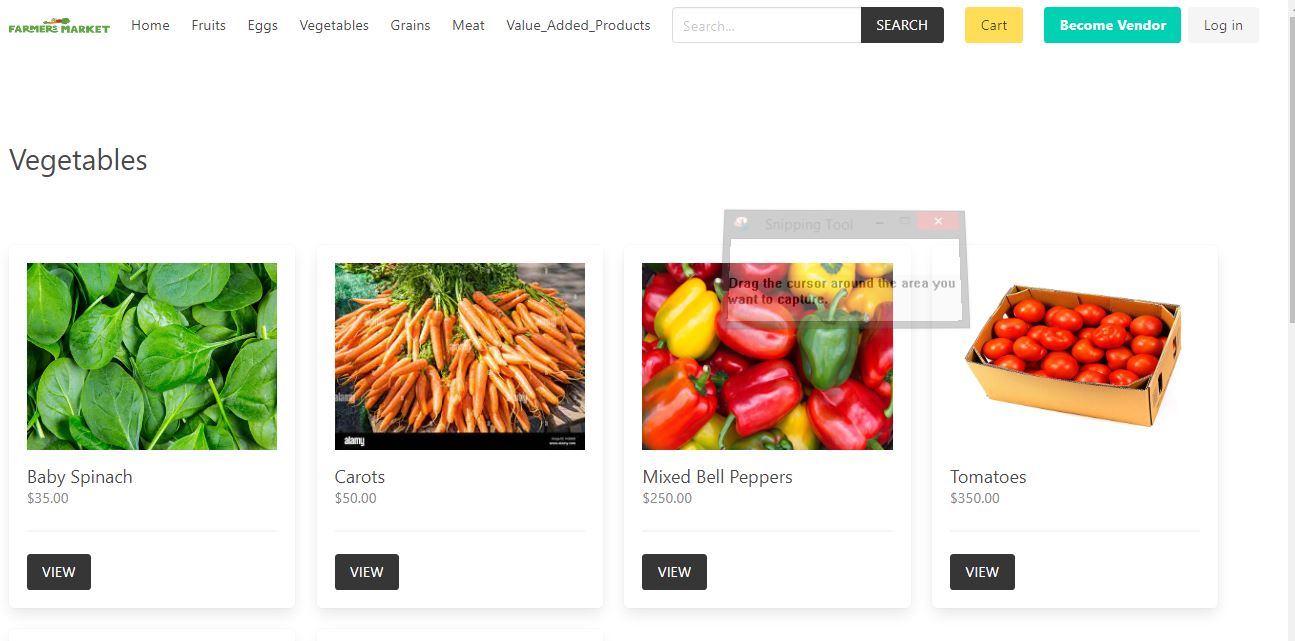 FARMERS MARKET
Home
Fruits
Eggs
Vegetables
Grains
Meat
Value_Added_Products
Search...
SEARCH
Cart
Become Vendor
Log in
Vegetables
Snipping Tool
Drag the cursor around the area you
want to capture.
alamy
Baby Spinach
$35.00
VIEW
Carots
$50.00
VIEW
Mixed Bell Peppers
$250.00
VIEW
Tomatoes
$350.00
VIEW